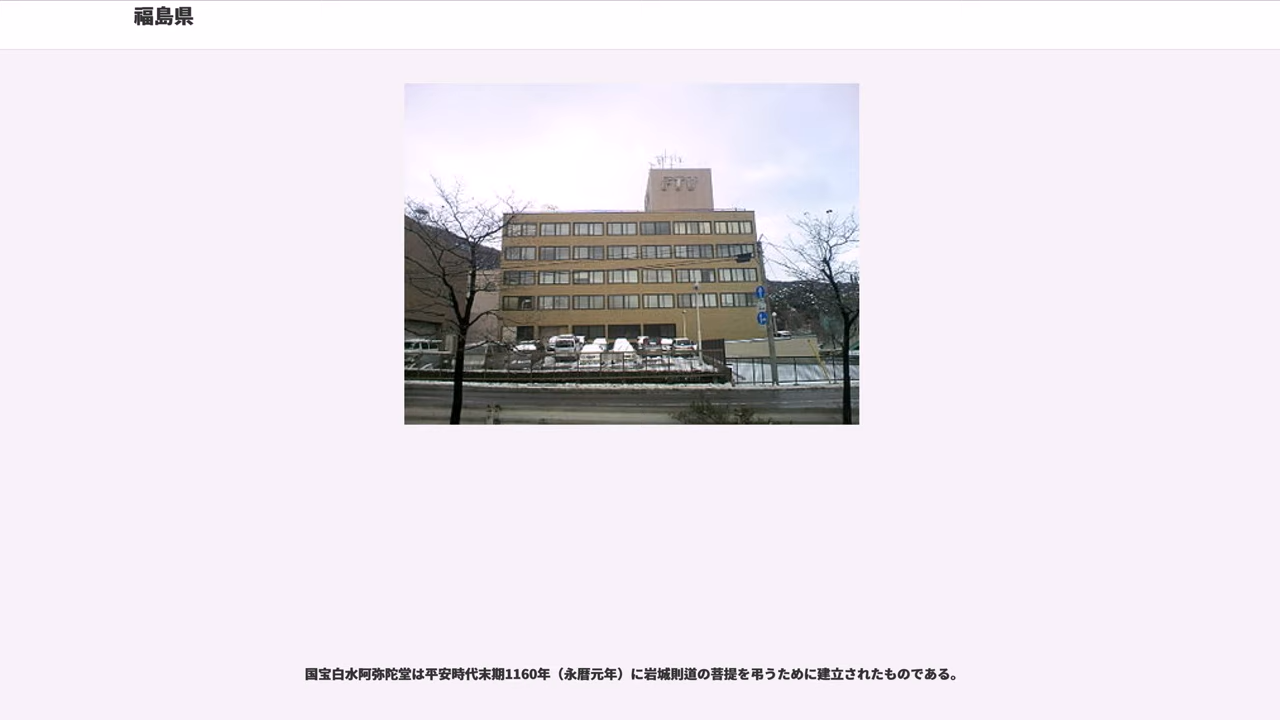 福島県
FTV
国宝白水阿弥陀堂は平安時代末期1160年（永暦元年）に岩城則道の菩提を弔うために建立されたものである。